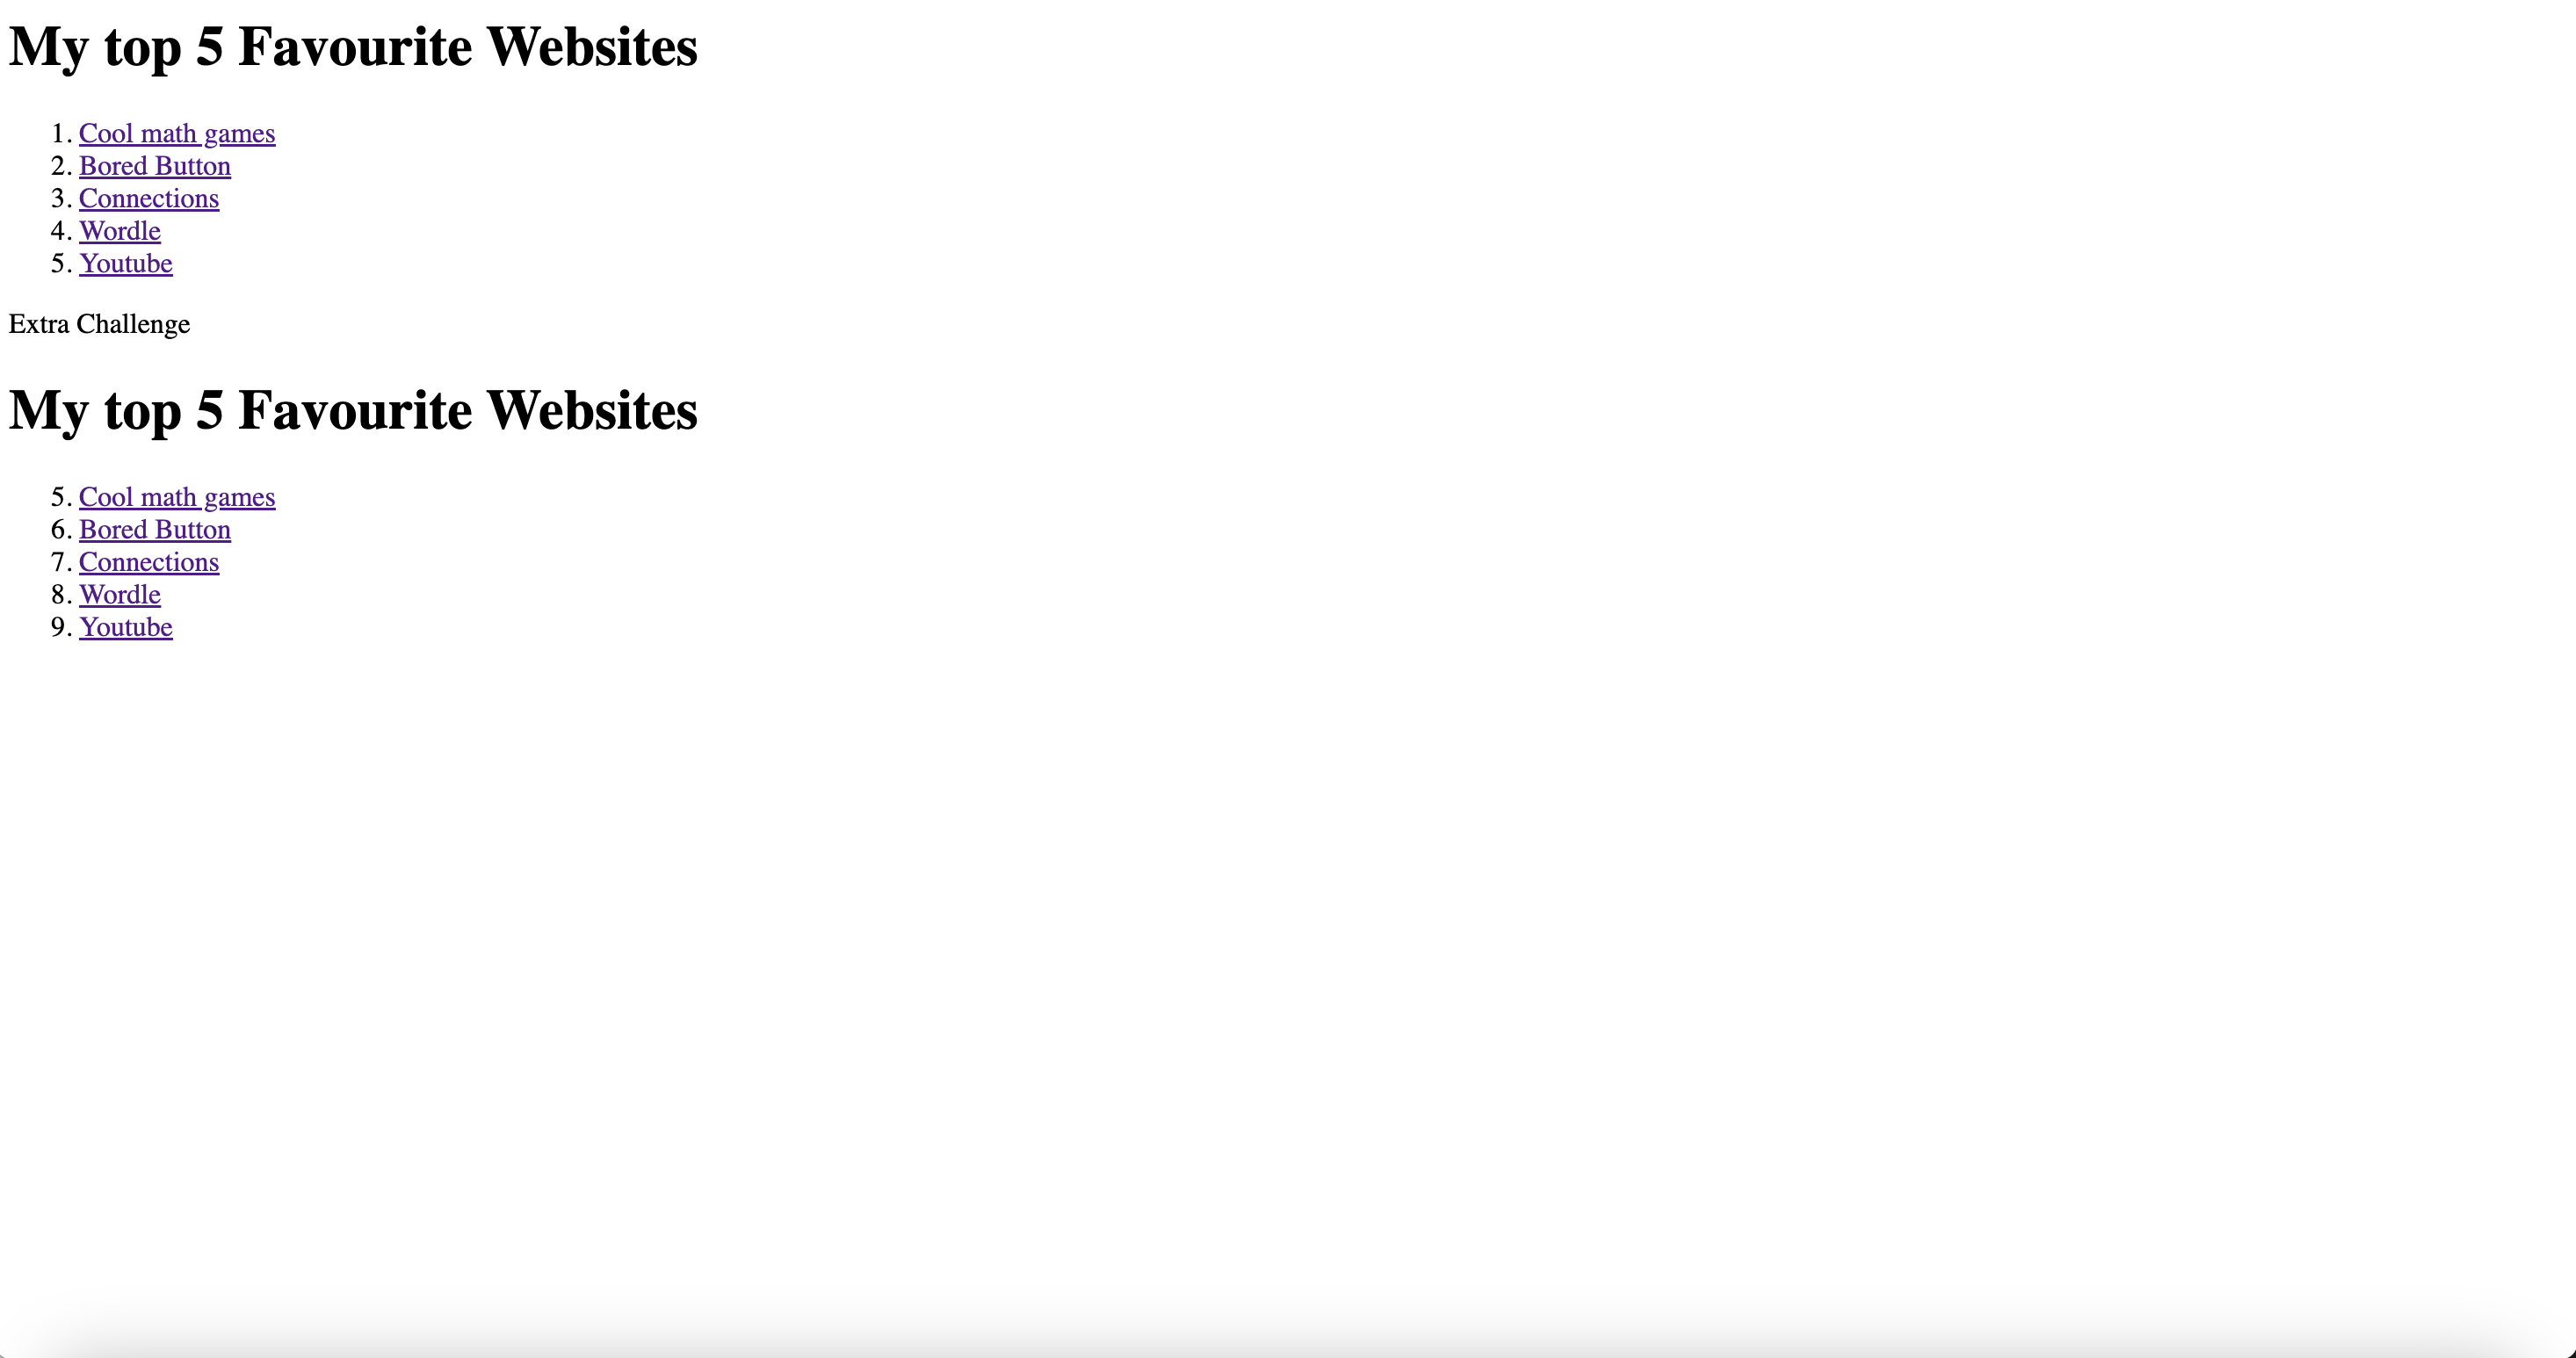 My top 5 Favourite Websites
1. Cool math games
2. Bored Button
3. Connections
4. Wordle
5. Youtube
Extra Challenge
My top 5 Favourite Websites
5. Cool math games
6. Bored Button
7. Connections
8. Wordle
9. Youtube